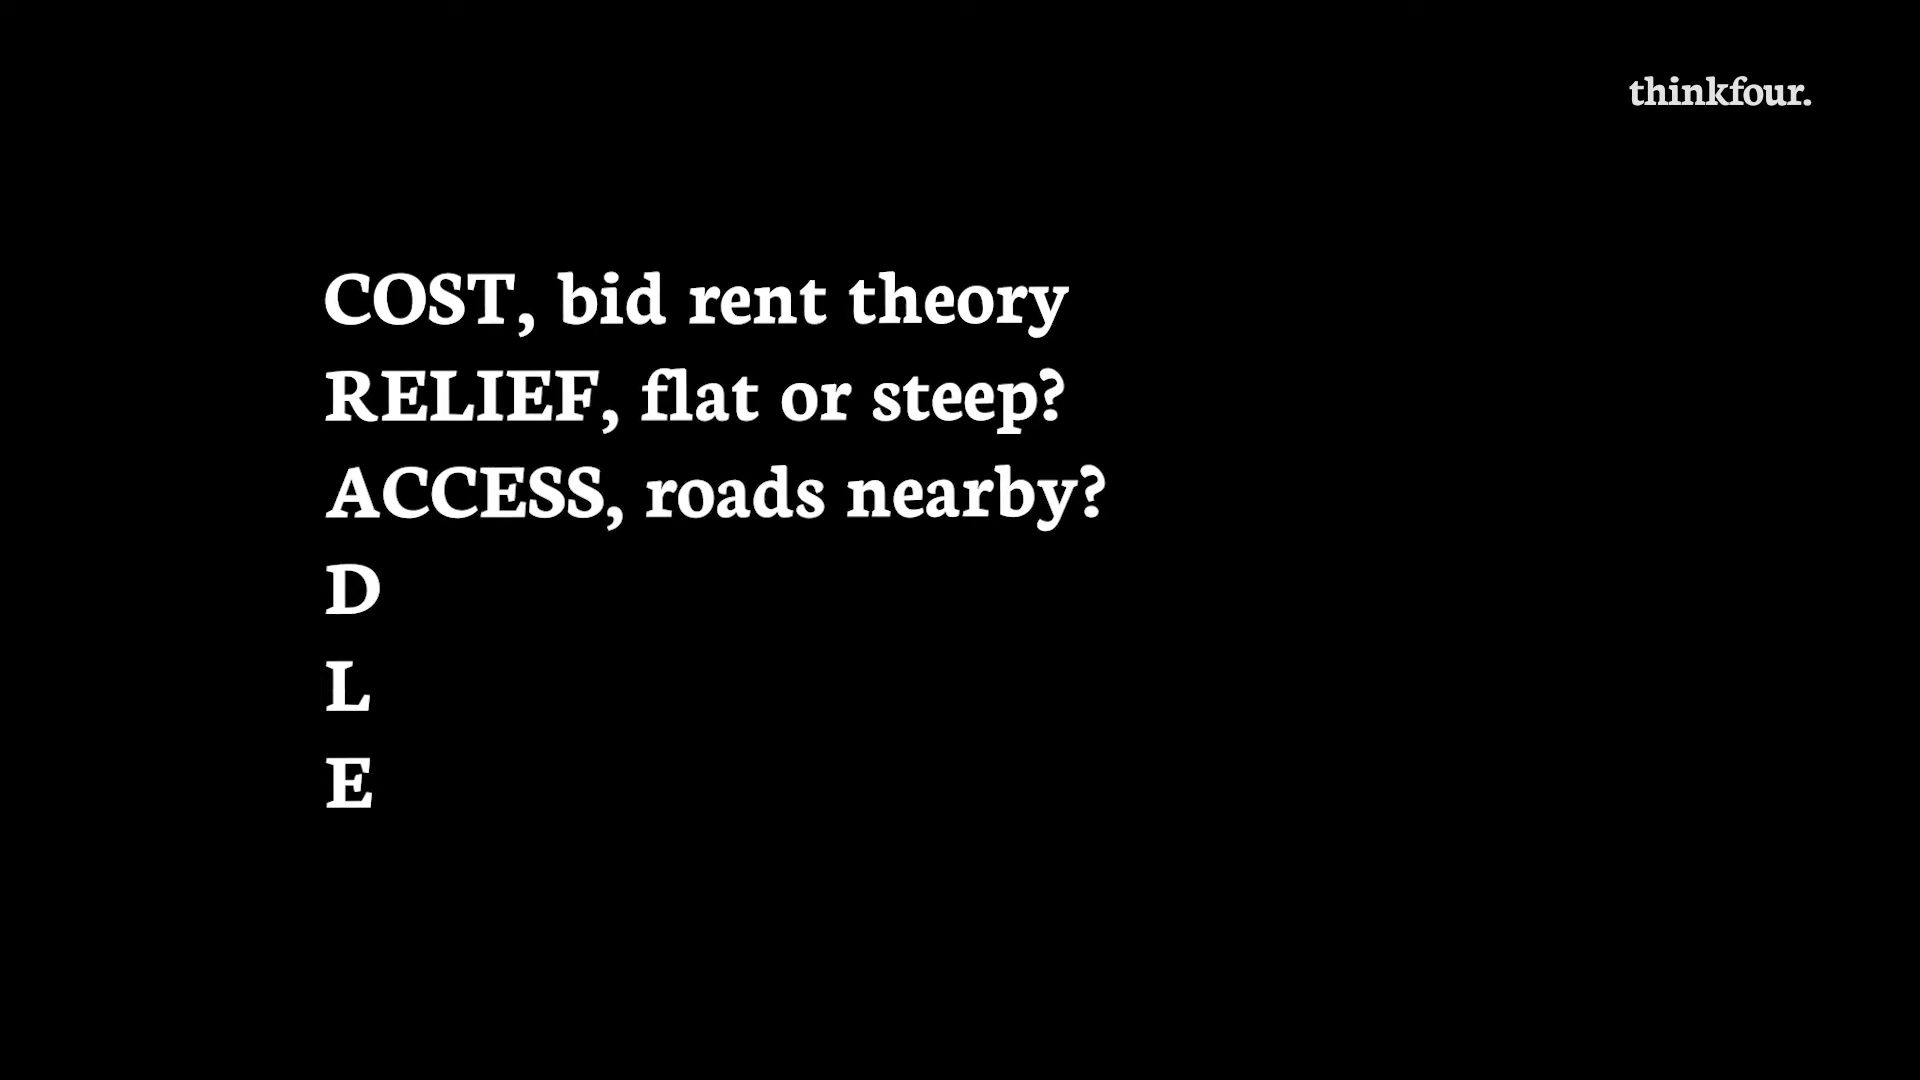 thinkfour.
COST, bid rent theory
RELIEF, flat or steep?
ACCESS, roads nearby?
D
L
E